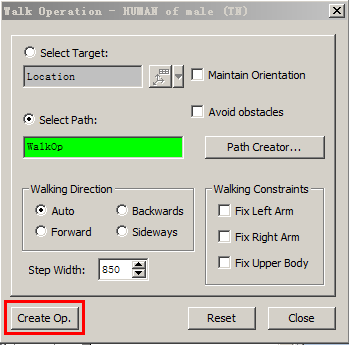 Walk Operation - HUMAN of male (TN)
Select Target:
Location
Maintain Orientation
Select Path:
Avoid obstacles
WalkOp
Path Creator...
Walking Direction
Walking Constraints
Auto
Backwards
Fix Left Arm
Forward
Sideways
Fix Right Arm
Step Width:
850
Fix Upper Body
Create Op.
Reset
Close